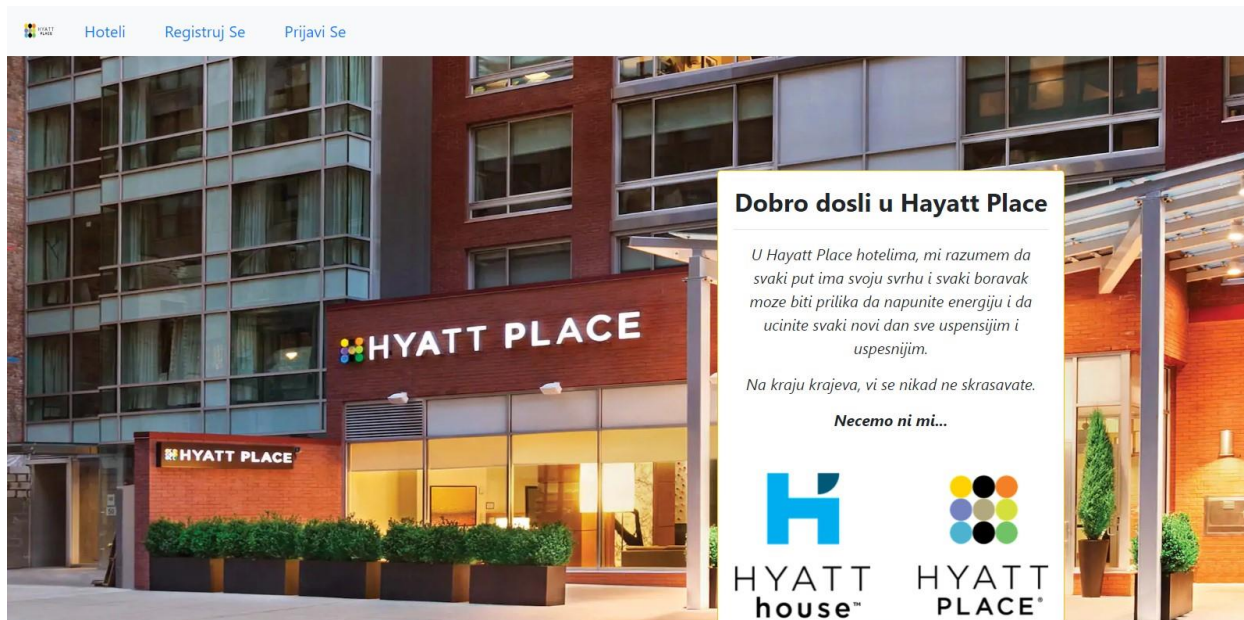 HYATT
PLACE
Hoteli
Registruj Se
Prijavi Se
HYATT PLACE
HYATT PLACE
Dobro dosli u Hayatt Place
U Hayatt Place hotelima, mi razumem da
svaki put ima svoju svrhu i svaki boravak
moze biti prilika da napunite energiju i da
ucinite svaki novi dan sve uspensijim i
uspesnijim.
Na kraju krajeva, vi se nikad ne skrasavate.
Necemo ni mi...
HYATT
house™
HYATT
PLACE®